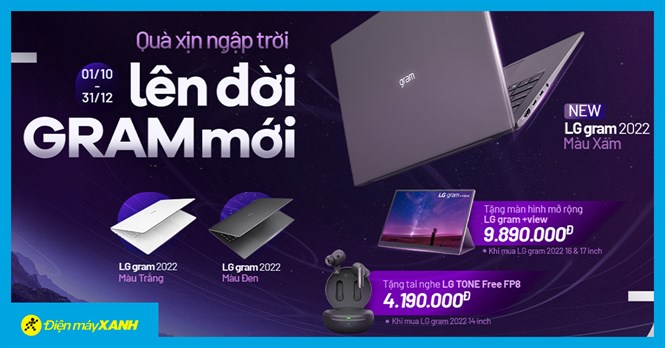 Quà xịn ngập trời
01/10
-
31/12
lên đời
GRAM mới
gram
NEW
LG gram 2022
Màu Xám
LG gram 2022
Màu Trắng
LG gram 2022
Màu Đen
LG gram +view
Tặng màn hình mở rộng
LG gram +view
9.890.000Đ
• Khi mua LG gram 2022 16 & 17 inch
Tặng tai nghe LG TONE Free FP8
4.190.000Đ
• Khi mua LG gram 2022 14 inch
Điện máy XANH